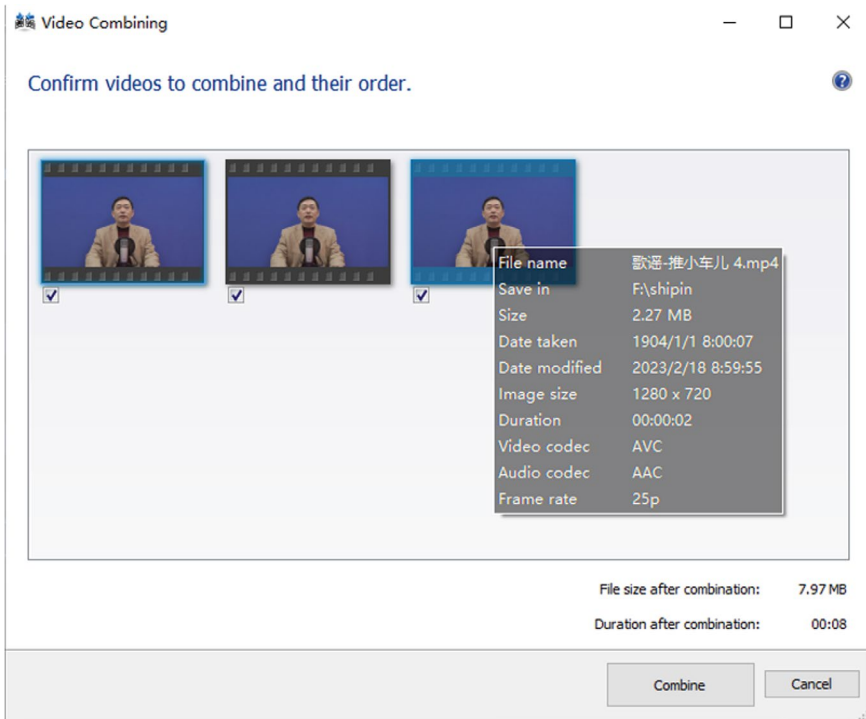 Video Combining
Confirm videos to combine and their order.
File name 歌谣-推小车儿 4.mp4
Save in F:\shipin
Size 2.27 MB
Date taken 1904/1/1 8:00:07
Date modified 2023/2/18 8:59:55
Image size 1280 x 720
Duration 00:00:02
Video codec AVC
Audio codec AAC
Frame rate 25p
File size after combination: 7.97 MB
Duration after combination: 00:08
Combine Cancel